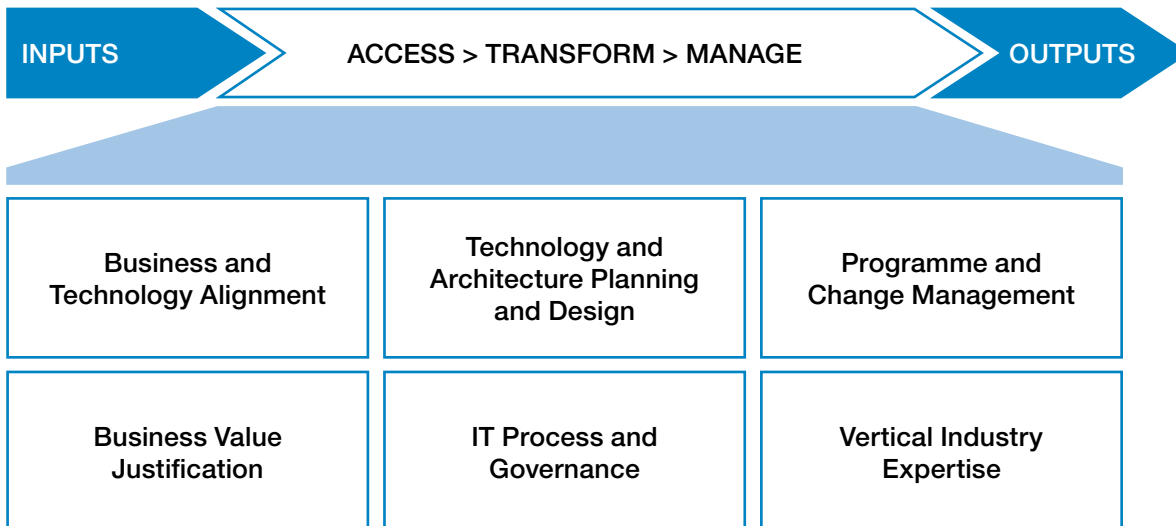 INPUTS
ACCESS > TRANSFORM > MANAGE
OUTPUTS
Business and
Technology Alignment
Technology and
Architecture Planning
and Design
Programme and
Change Management
Business Value
Justification
IT Process and
Governance
Vertical Industry
Expertise